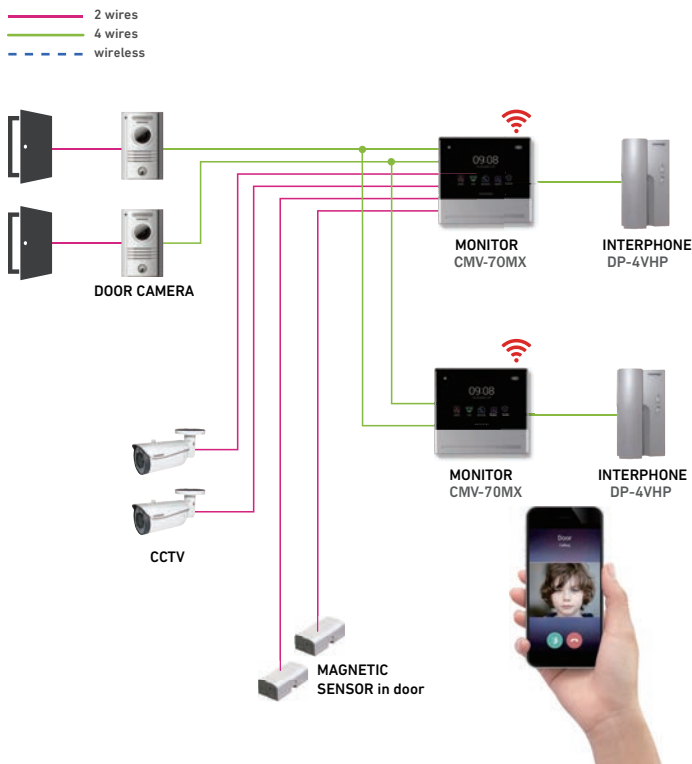 2 wires
4 wires
wireless
09:08
MONITOR
CMV-70MX
INTERPHONE
DP-4VHP
DOOR CAMERA
09:08
MONITOR
CMV-70MX
INTERPHONE
DP-4VHP
CCTV
Door
MAGNETIC
SENSOR in door